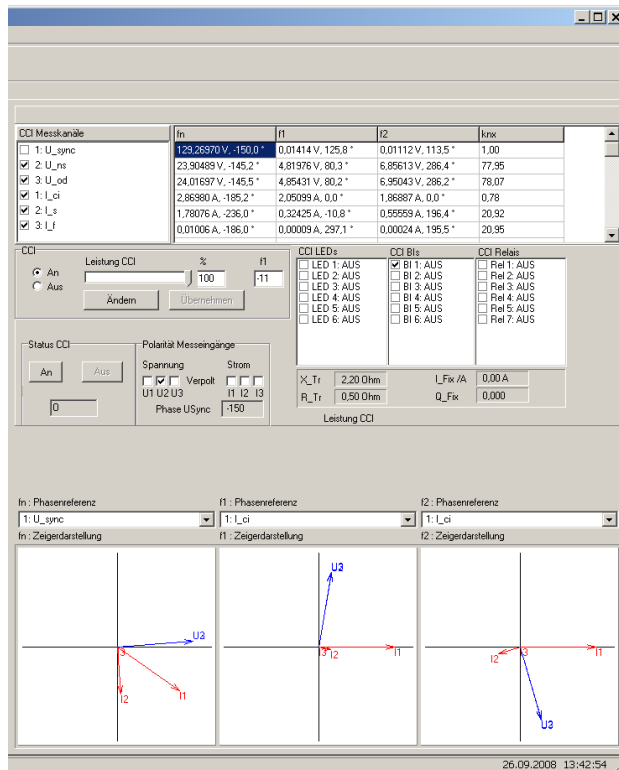 CCI Messkanäle fn f1 f2 knx
1: U_sync 129,26970 V, -150,0 ° 0,01414 V, 125,8 ° 0,01112 V, 113,5 ° 1,00
2: U_ns 23,90489 V, -145,2 ° 4,81976 V, 80,3 ° 6,85613 V, 286,4 ° 77,95
3: U_od 24,01697 V, -145,5 ° 4,85431 V, 80,2 ° 6,95043 V, 286,2 ° 78,07
1: I_ci 2,86980 A, -185,2 ° 2,05099 A, 0,0 ° 1,86887 A, 0,0 ° 0,78
2: I_s 1,78076 A, -236,0 ° 0,32425 A, -10,8 ° 0,55559 A, 196,4 ° 20,92
3: I_f 0,01006 A, -186,0 ° 0,00009 A, 297,1 ° 0,00024 A, 195,5 ° 20,95
CCI
An
Aus
Leistung CCI % f1
100 -11
Ändern Übernehmen
CCI LEDs
LED 1: AUS
LED 2: AUS
LED 3: AUS
LED 4: AUS
LED 5: AUS
LED 6: AUS
CCI BIs
BI 1: AUS
BI 2: AUS
BI 3: AUS
BI 4: AUS
BI 5: AUS
BI 6: AUS
CCI Relais
Rel 1: AUS
Rel 2: AUS
Rel 3: AUS
Rel 4: AUS
Rel 5: AUS
Rel 7: AUS
Status CCI
An Aus
0
Polarität Messeingänge
Spannung Strom
Verpolt
U1 U2 U3 I1 I2 I3
Phase USync -150
X_Tr 2,20 Ohm I_Fix /A 0,00 A
R_Tr 0,50 Ohm Q_Fix 0,000
Leistung CCI
fn : Phasenreferenz f1 : Phasenreferenz f2 : Phasenreferenz
1: U_sync 1: I_ci 1: I_ci
fn : Zeigerdarstellung f1 : Zeigerdarstellung f2 : Zeigerdarstellung
3 I2 I1
I3 I2 I1
I2 3 I1
26.09.2008 13:42:54